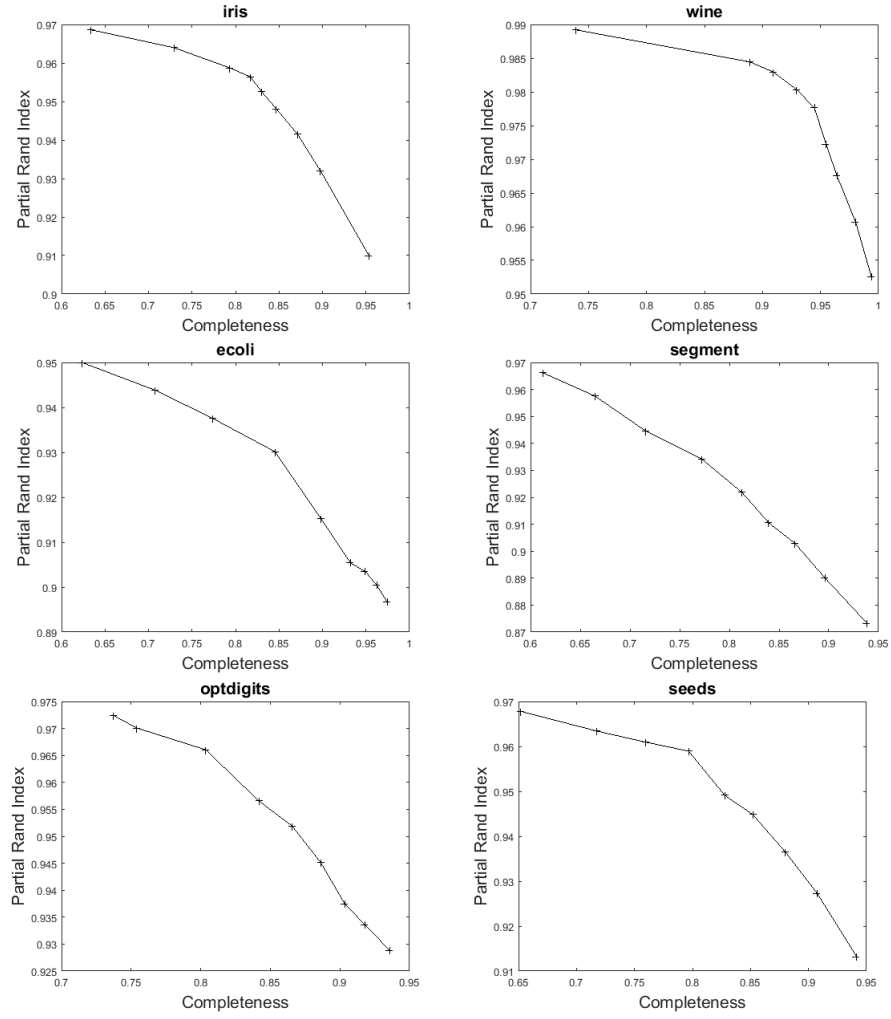 iris
Partial Rand Index
0.97
0.96
0.95
0.94
0.93
0.92
0.91
0.9
0.6 0.65 0.7 0.75 0.8 0.85 0.9 0.95 1
Completeness
wine
Partial Rand Index
0.99
0.985
0.98
0.975
0.97
0.965
0.96
0.955
0.95
0.7 0.75 0.8 0.85 0.9 0.95 1
Completeness
ecoli
Partial Rand Index
0.95
0.94
0.93
0.92
0.91
0.9
0.89
0.6 0.65 0.7 0.75 0.8 0.85 0.9 0.95 1
Completeness
segment
Partial Rand Index
0.97
0.96
0.95
0.94
0.93
0.92
0.91
0.9
0.89
0.88
0.87
0.6 0.65 0.7 0.75 0.8 0.85 0.9 0.95
Completeness
optdigits
Partial Rand Index
0.975
0.97
0.965
0.96
0.955
0.95
0.945
0.94
0.935
0.93
0.925
0.7 0.75 0.8 0.85 0.9 0.95
Completeness
seeds
Partial Rand Index
0.97
0.96
0.95
0.94
0.93
0.92
0.91
0.65 0.7 0.75 0.8 0.85 0.9 0.95
Completeness